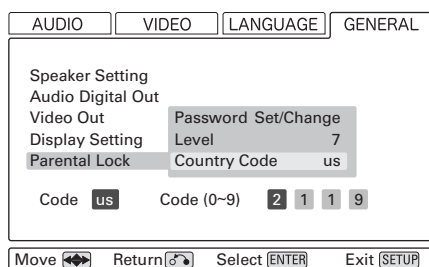 AUDIO VIDEO LANGUAGE GENERAL
Speaker Setting
Audio Digital Out
Video Out Password Set/Change
Display Setting Level 7
Parental Lock Country Code us
Code us Code (0~9) 2 1 1 9
Move Return Select ENTER Exit SETUP